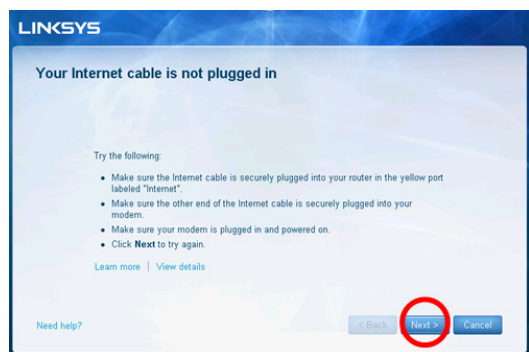 LINKSYS
Your Internet cable is not plugged in
Try the following:
• Make sure the Internet cable is securely plugged into your router in the yellow port
labeled "Internet".
• Make sure the other end of the Internet cable is securely plugged into your
modem.
• Make sure your modem is plugged in and powered on.
• Click Next to try again.
Learn more | View details
Need help? < Back Next > Cancel